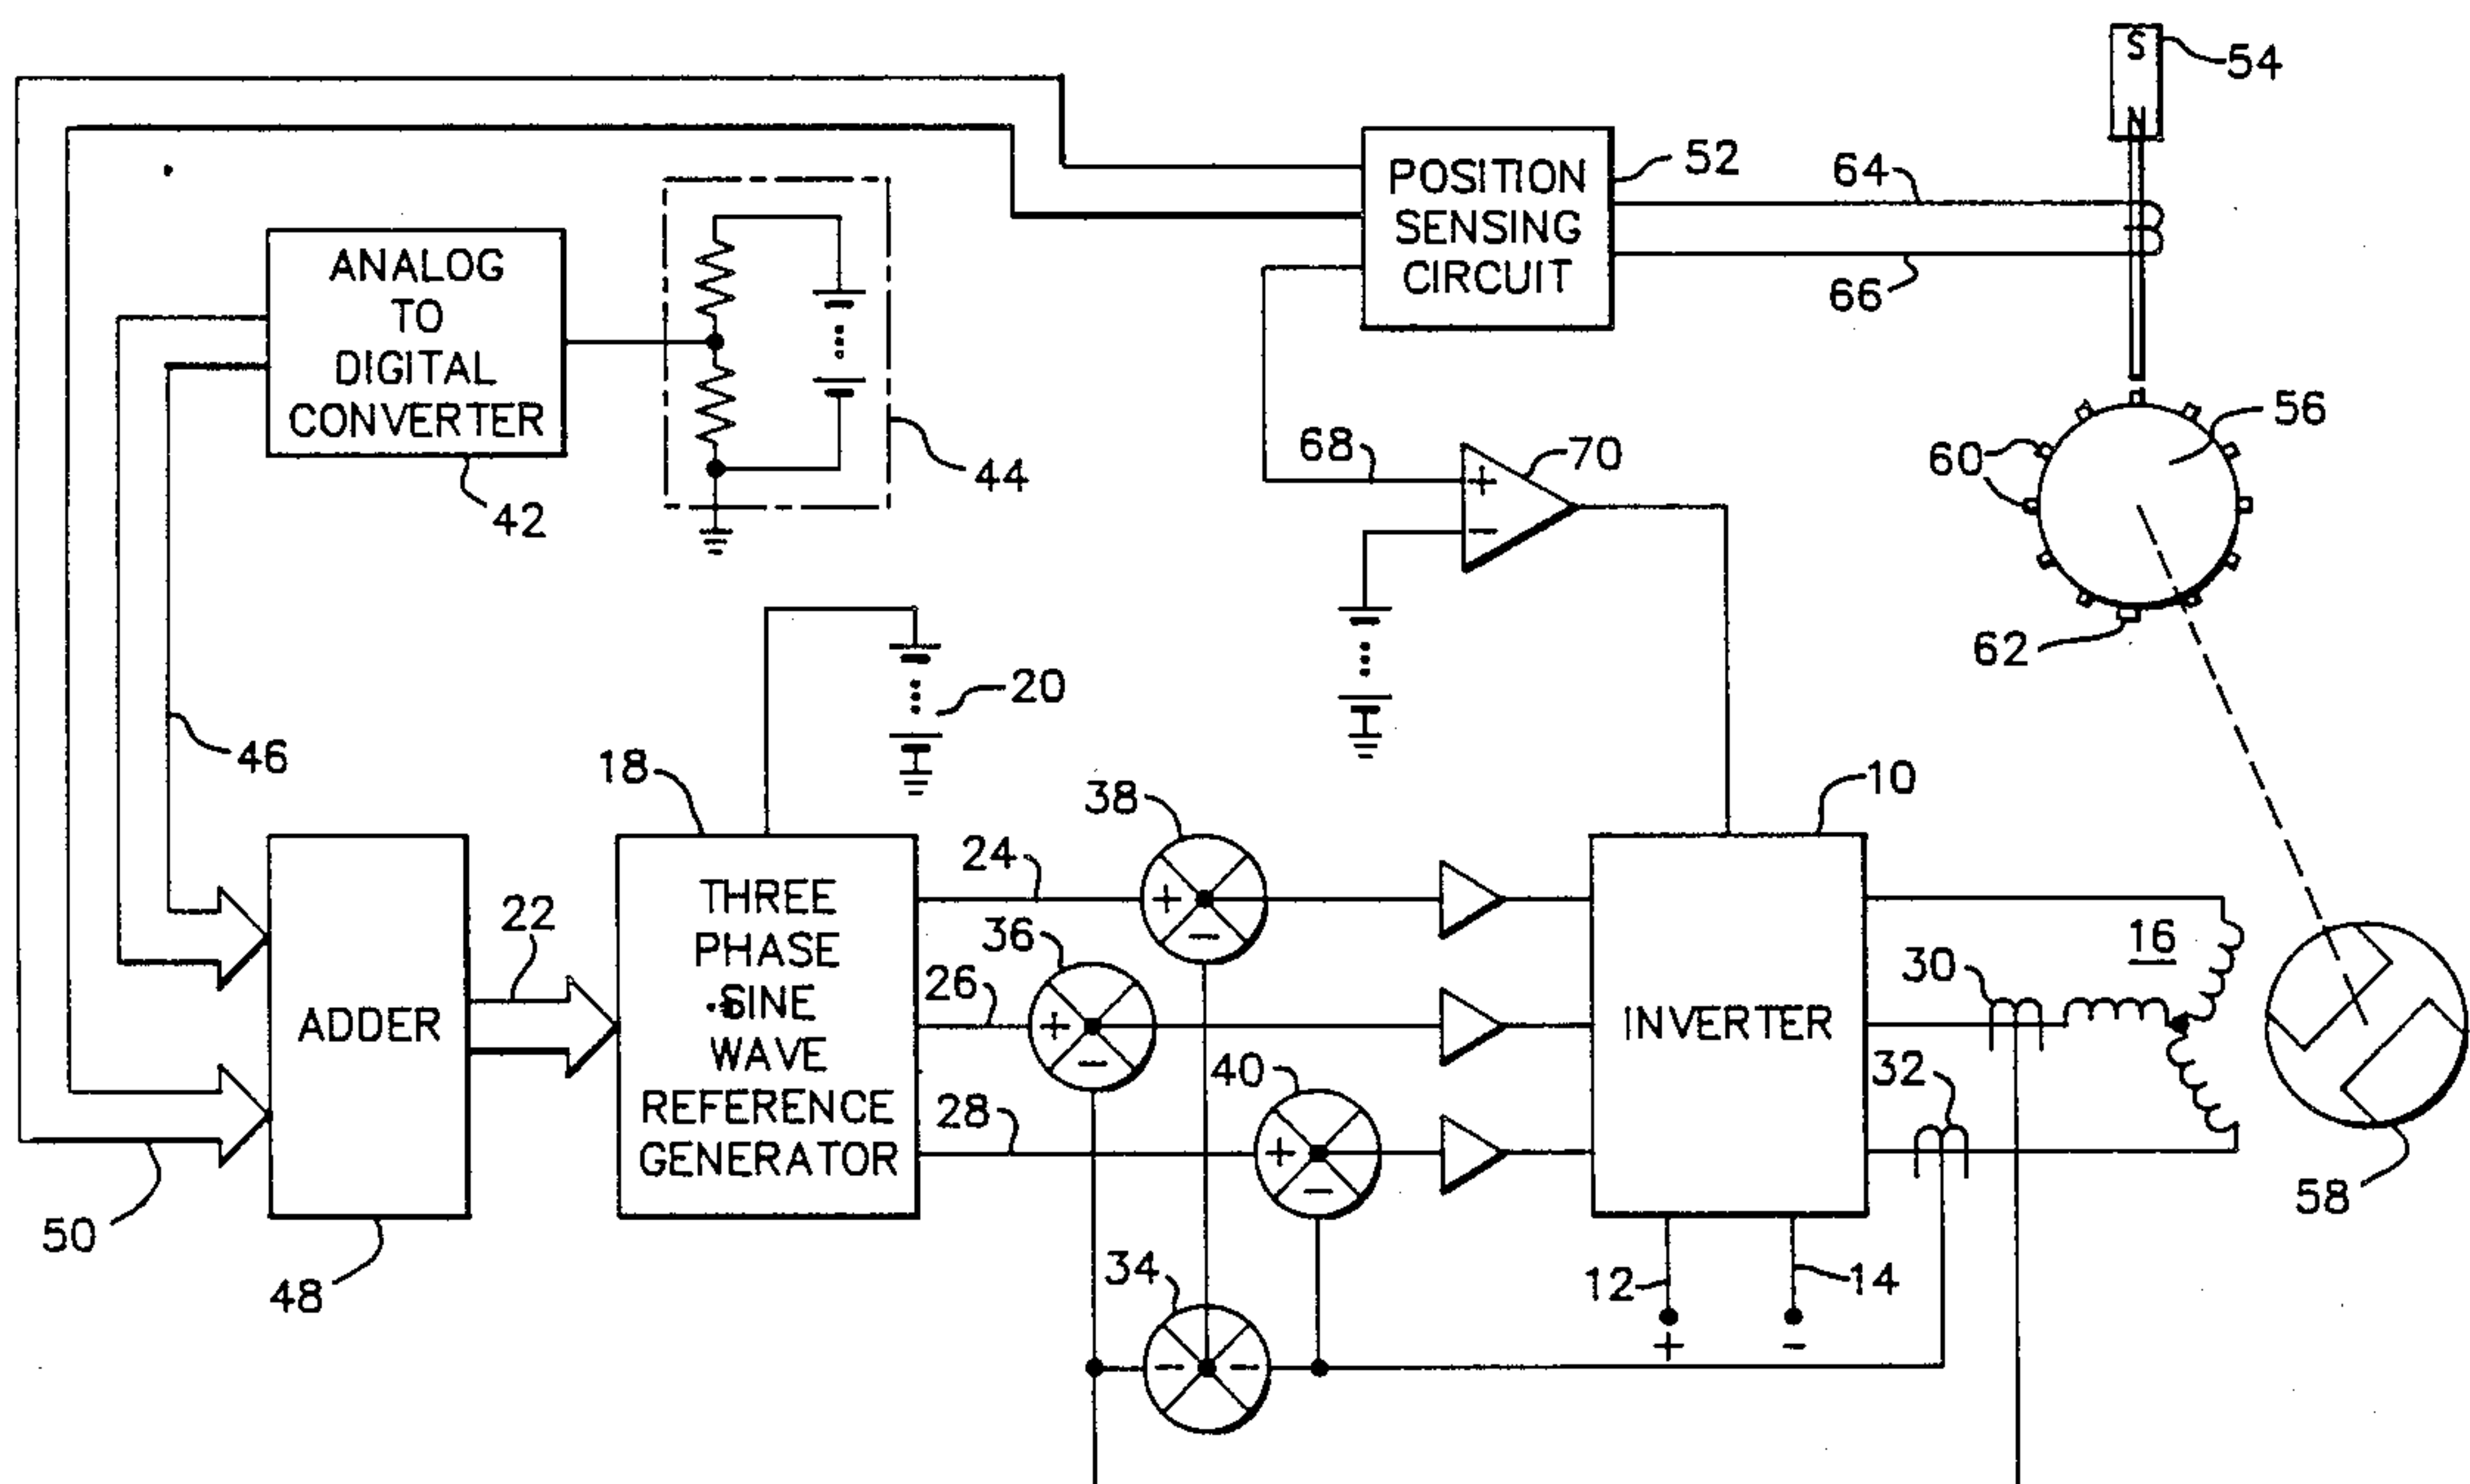 S
N
54
POSITION
SENSING
CIRCUIT
52
64
66
ANALOG
TO
DIGITAL
CONVERTER
42
44
68
+
−
70
56
60
62
20
46
18
38
10
22
24
+
−
36
26
+
−
40
28
+
−
ADDER
THREE
PHASE
SINE
WAVE
REFERENCE
GENERATOR
INVERTER
16
30
32
58
50
48
34
− −
12
14
+ −